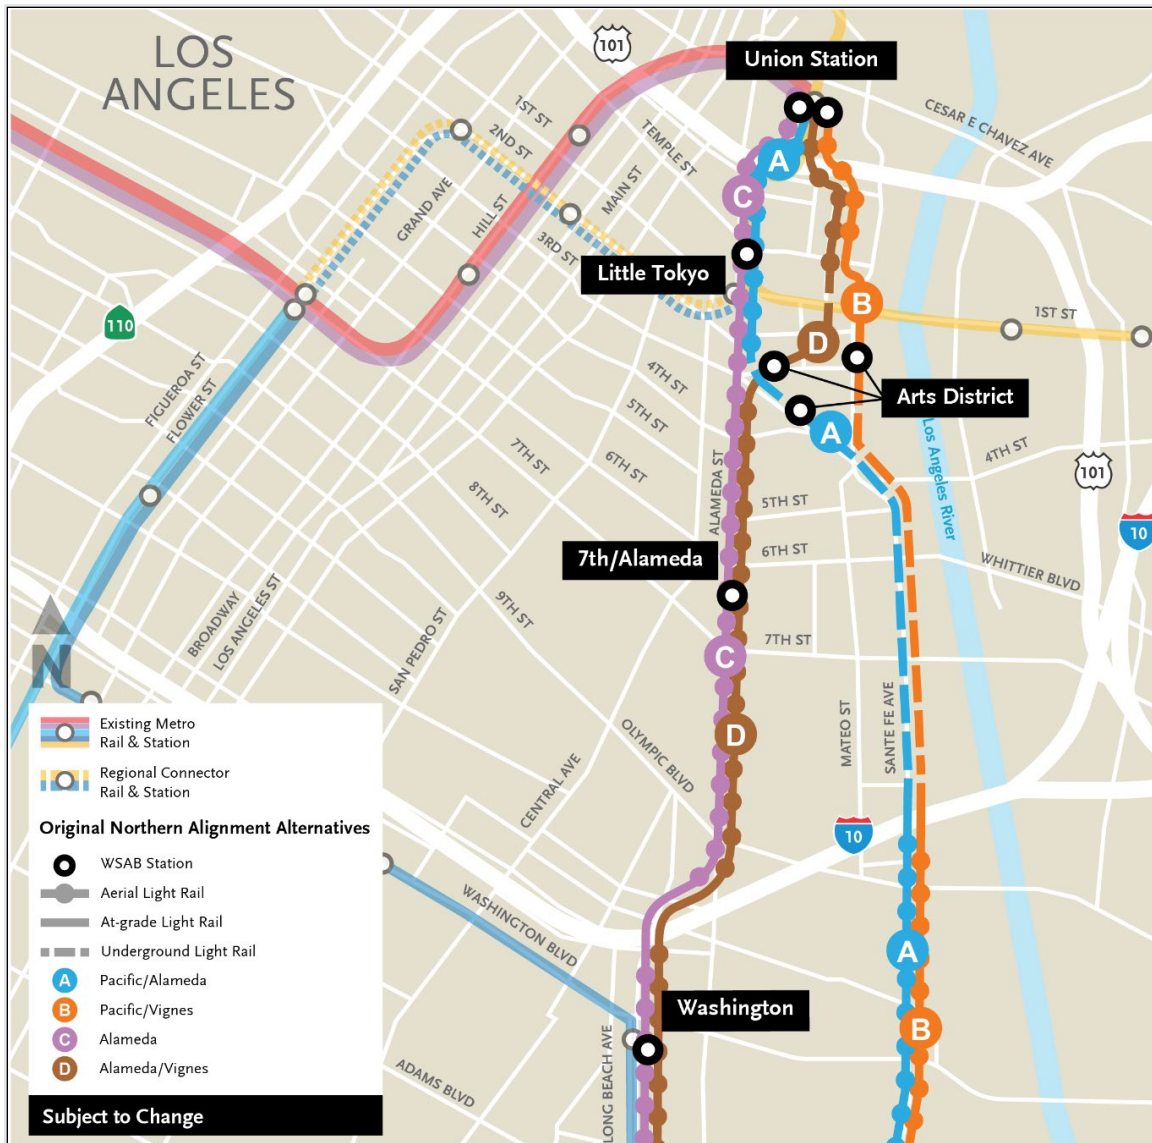 LOS
ANGELES
101
Union Station
CESAR E CHAVEZ AVE
1ST ST
2ND ST
TEMPLE ST
MAIN ST
GRAND AVE
HILL ST
3RD ST
A
C
Little Tokyo
B
1ST ST
110
D
FIGUEROA ST
FLOWER ST
4TH ST
Arts District
5TH ST
A
Los Angeles River
4TH ST
101
7TH ST
6TH ST
ALAMEDA ST
8TH ST
5TH ST
10
7th/Alameda
6TH ST
WHITTIER BLVD
9TH ST
BROADWAY
LOS ANGELES ST
SAN PEDRO ST
7TH ST
C
N
MATEO ST
SANTE FE AVE
D
OLYMPIC BLVD
CENTRAL AVE
10
WASHINGTON BLVD
A
Washington
B
LONG BEACH AVE
ADAMS BLVD
Existing Metro
Rail & Station
Regional Connector
Rail & Station
Original Northern Alignment Alternatives
WSAB Station
Aerial Light Rail
At-grade Light Rail
Underground Light Rail
A Pacific/Alameda
B Pacific/Vignes
C Alameda
D Alameda/Vignes
Subject to Change